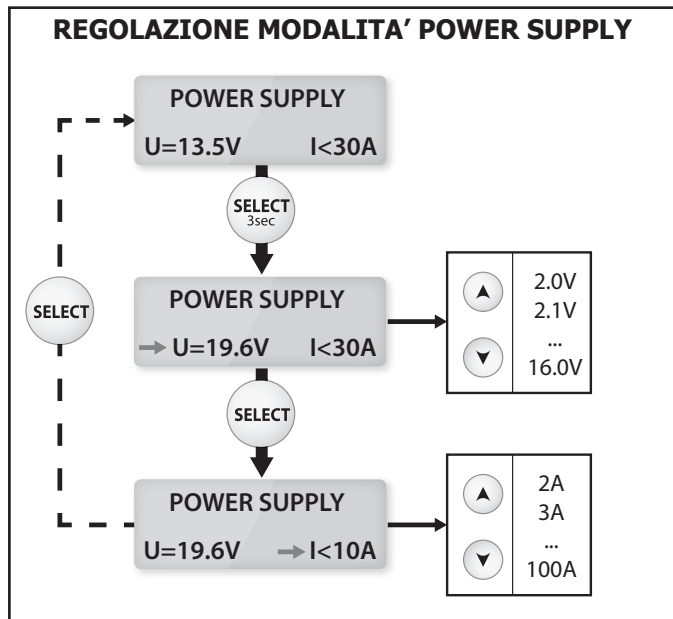 REGOLAZIONE MODALITA’ POWER SUPPLY
POWER SUPPLY
U=13.5V I<30A
SELECT
3sec
POWER SUPPLY
U=19.6V I<30A
2.0V
2.1V
...
16.0V
SELECT
SELECT
POWER SUPPLY
U=19.6V I<10A
2A
3A
...
100A